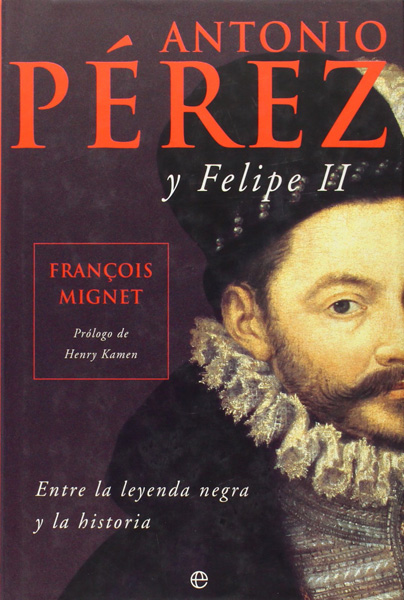 ANTONIO
PÉREZ
y Felipe II
FRANÇOIS
MIGNET
Prólogo de
Henry Kamen
Entre la leyenda negra
y la historia